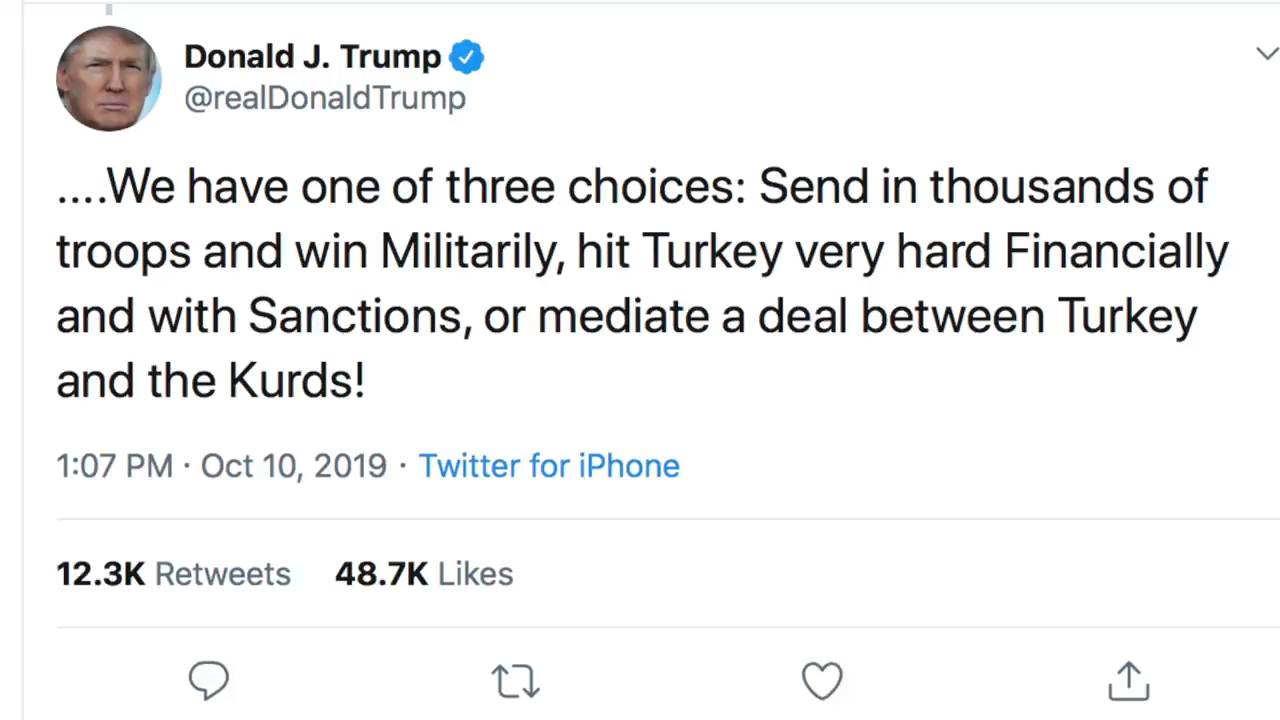 Donald J. Trump
@realDonaldTrump
....We have one of three choices: Send in thousands of
troops and win Militarily, hit Turkey very hard Financially
and with Sanctions, or mediate a deal between Turkey
and the Kurds!
1:07 PM · Oct 10, 2019 · Twitter for iPhone
12.3K Retweets 48.7K Likes